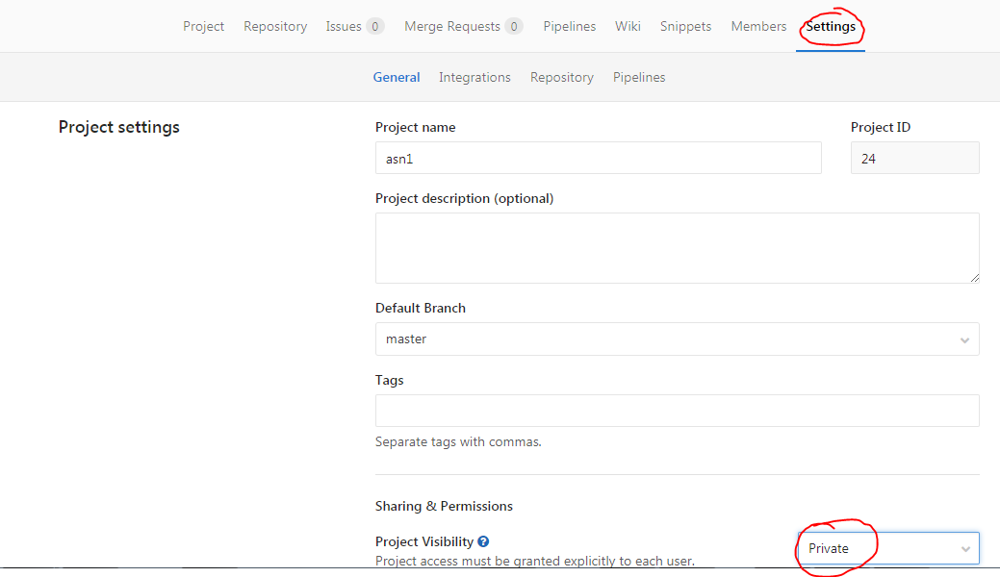 Project Repository Issues 0 Merge Requests 0 Pipelines Wiki Snippets Members Settings
General Integrations Repository Pipelines
Project settings
Project name
Project ID
asn1
24
Project description (optional)
Default Branch
master
Tags
Separate tags with commas.
Sharing & Permissions
Project Visibility ?
Private
Project access must be granted explicitly to each user.